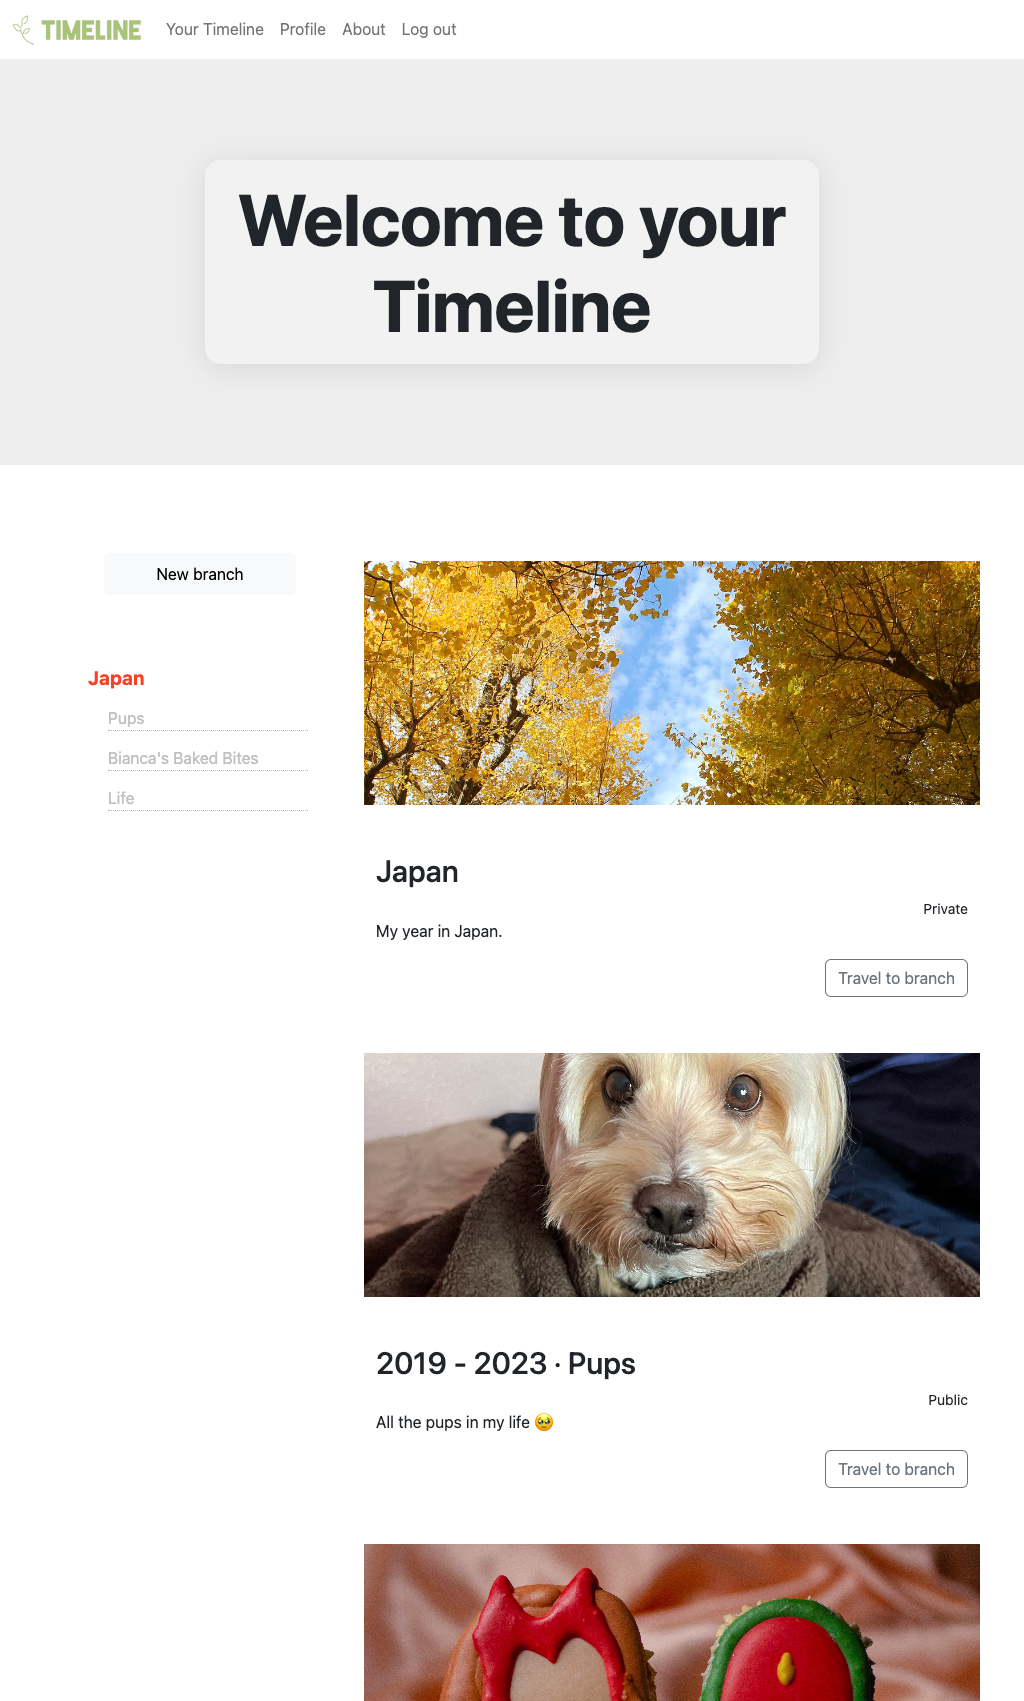 TIMELINE
Your Timeline
Profile
About
Log out
Welcome to your
Timeline
New branch
Japan
Pups
Bianca's Baked Bites
Life
Japan
Private
My year in Japan.
Travel to branch
2019 - 2023 · Pups
Public
All the pups in my life 🥹
Travel to branch